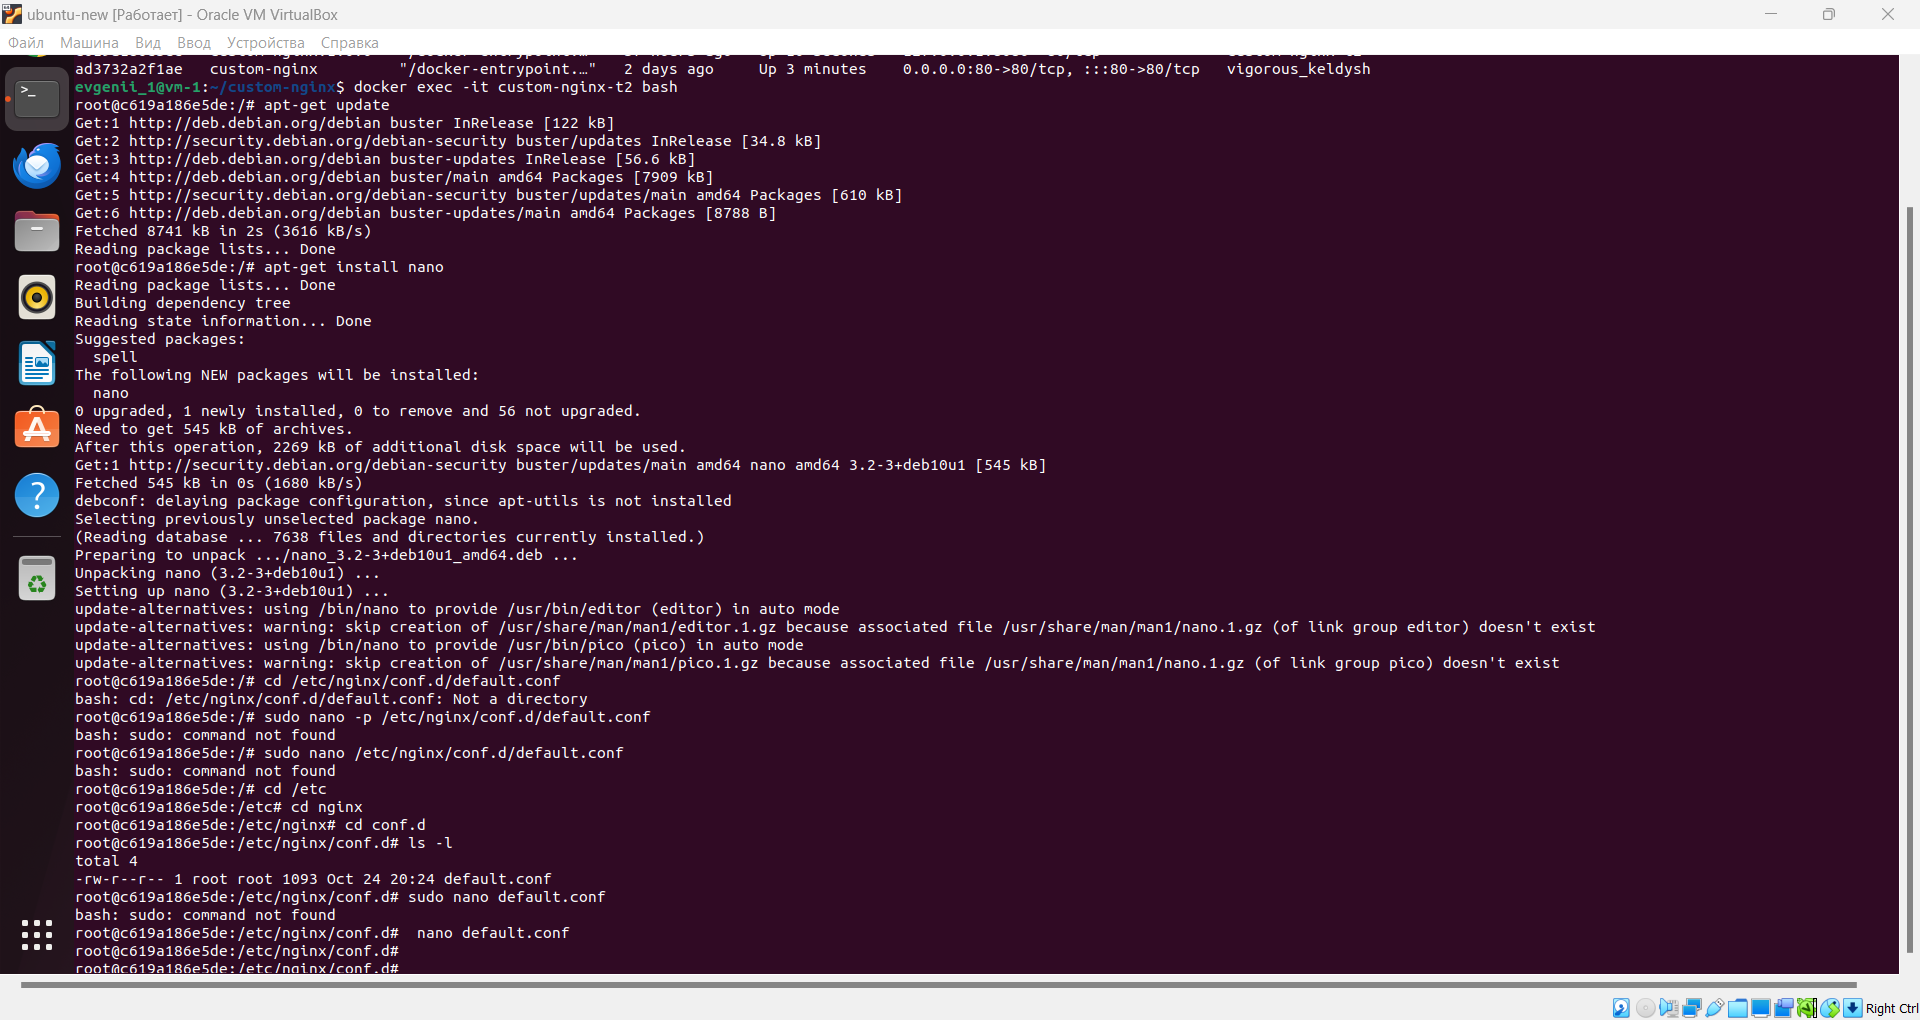 ubuntu-new [Работает] - Oracle VM VirtualBox
Файл Машина Вид Ввод Устройства Справка
ad3732a2f1ae custom-nginx "/docker-entrypoint.…" 2 days ago Up 3 minutes 0.0.0.0:80->80/tcp, :::80->80/tcp vigorous_keldysh
evgenii_1@vm-1:~/custom-nginx$ docker exec -it custom-nginx-t2 bash
root@c619a186e5de:/# apt-get update
Get:1 http://deb.debian.org/debian buster InRelease [122 kB]
Get:2 http://security.debian.org/debian-security buster/updates InRelease [34.8 kB]
Get:3 http://deb.debian.org/debian buster-updates InRelease [56.6 kB]
Get:4 http://deb.debian.org/debian buster/main amd64 Packages [7909 kB]
Get:5 http://security.debian.org/debian-security buster/updates/main amd64 Packages [610 kB]
Get:6 http://deb.debian.org/debian buster-updates/main amd64 Packages [8788 B]
Fetched 8741 kB in 2s (3616 kB/s)
Reading package lists... Done
root@c619a186e5de:/# apt-get install nano
Reading package lists... Done
Building dependency tree
Reading state information... Done
Suggested packages:
  spell
The following NEW packages will be installed:
  nano
0 upgraded, 1 newly installed, 0 to remove and 56 not upgraded.
Need to get 545 kB of archives.
After this operation, 2269 kB of additional disk space will be used.
Get:1 http://security.debian.org/debian-security buster/updates/main amd64 nano amd64 3.2-3+deb10u1 [545 kB]
Fetched 545 kB in 0s (1680 kB/s)
debconf: delaying package configuration, since apt-utils is not installed
Selecting previously unselected package nano.
(Reading database ... 7638 files and directories currently installed.)
Preparing to unpack .../nano_3.2-3+deb10u1_amd64.deb ...
Unpacking nano (3.2-3+deb10u1) ...
Setting up nano (3.2-3+deb10u1) ...
update-alternatives: using /bin/nano to provide /usr/bin/editor (editor) in auto mode
update-alternatives: warning: skip creation of /usr/share/man/man1/editor.1.gz because associated file /usr/share/man/man1/nano.1.gz (of link group editor) doesn't exist
update-alternatives: using /bin/nano to provide /usr/bin/pico (pico) in auto mode
update-alternatives: warning: skip creation of /usr/share/man/man1/pico.1.gz because associated file /usr/share/man/man1/nano.1.gz (of link group pico) doesn't exist
root@c619a186e5de:/# cd /etc/nginx/conf.d/default.conf
bash: cd: /etc/nginx/conf.d/default.conf: Not a directory
root@c619a186e5de:/# sudo nano -p /etc/nginx/conf.d/default.conf
bash: sudo: command not found
root@c619a186e5de:/# sudo nano /etc/nginx/conf.d/default.conf
bash: sudo: command not found
root@c619a186e5de:/# cd /etc
root@c619a186e5de:/etc# cd nginx
root@c619a186e5de:/etc/nginx# cd conf.d
root@c619a186e5de:/etc/nginx/conf.d# ls -l
total 4
-rw-r--r-- 1 root root 1093 Oct 24 20:24 default.conf
root@c619a186e5de:/etc/nginx/conf.d# sudo nano default.conf
bash: sudo: command not found
root@c619a186e5de:/etc/nginx/conf.d#  nano default.conf
root@c619a186e5de:/etc/nginx/conf.d#
root@c619a186e5de:/etc/nginx/conf.d#
Right Ctrl